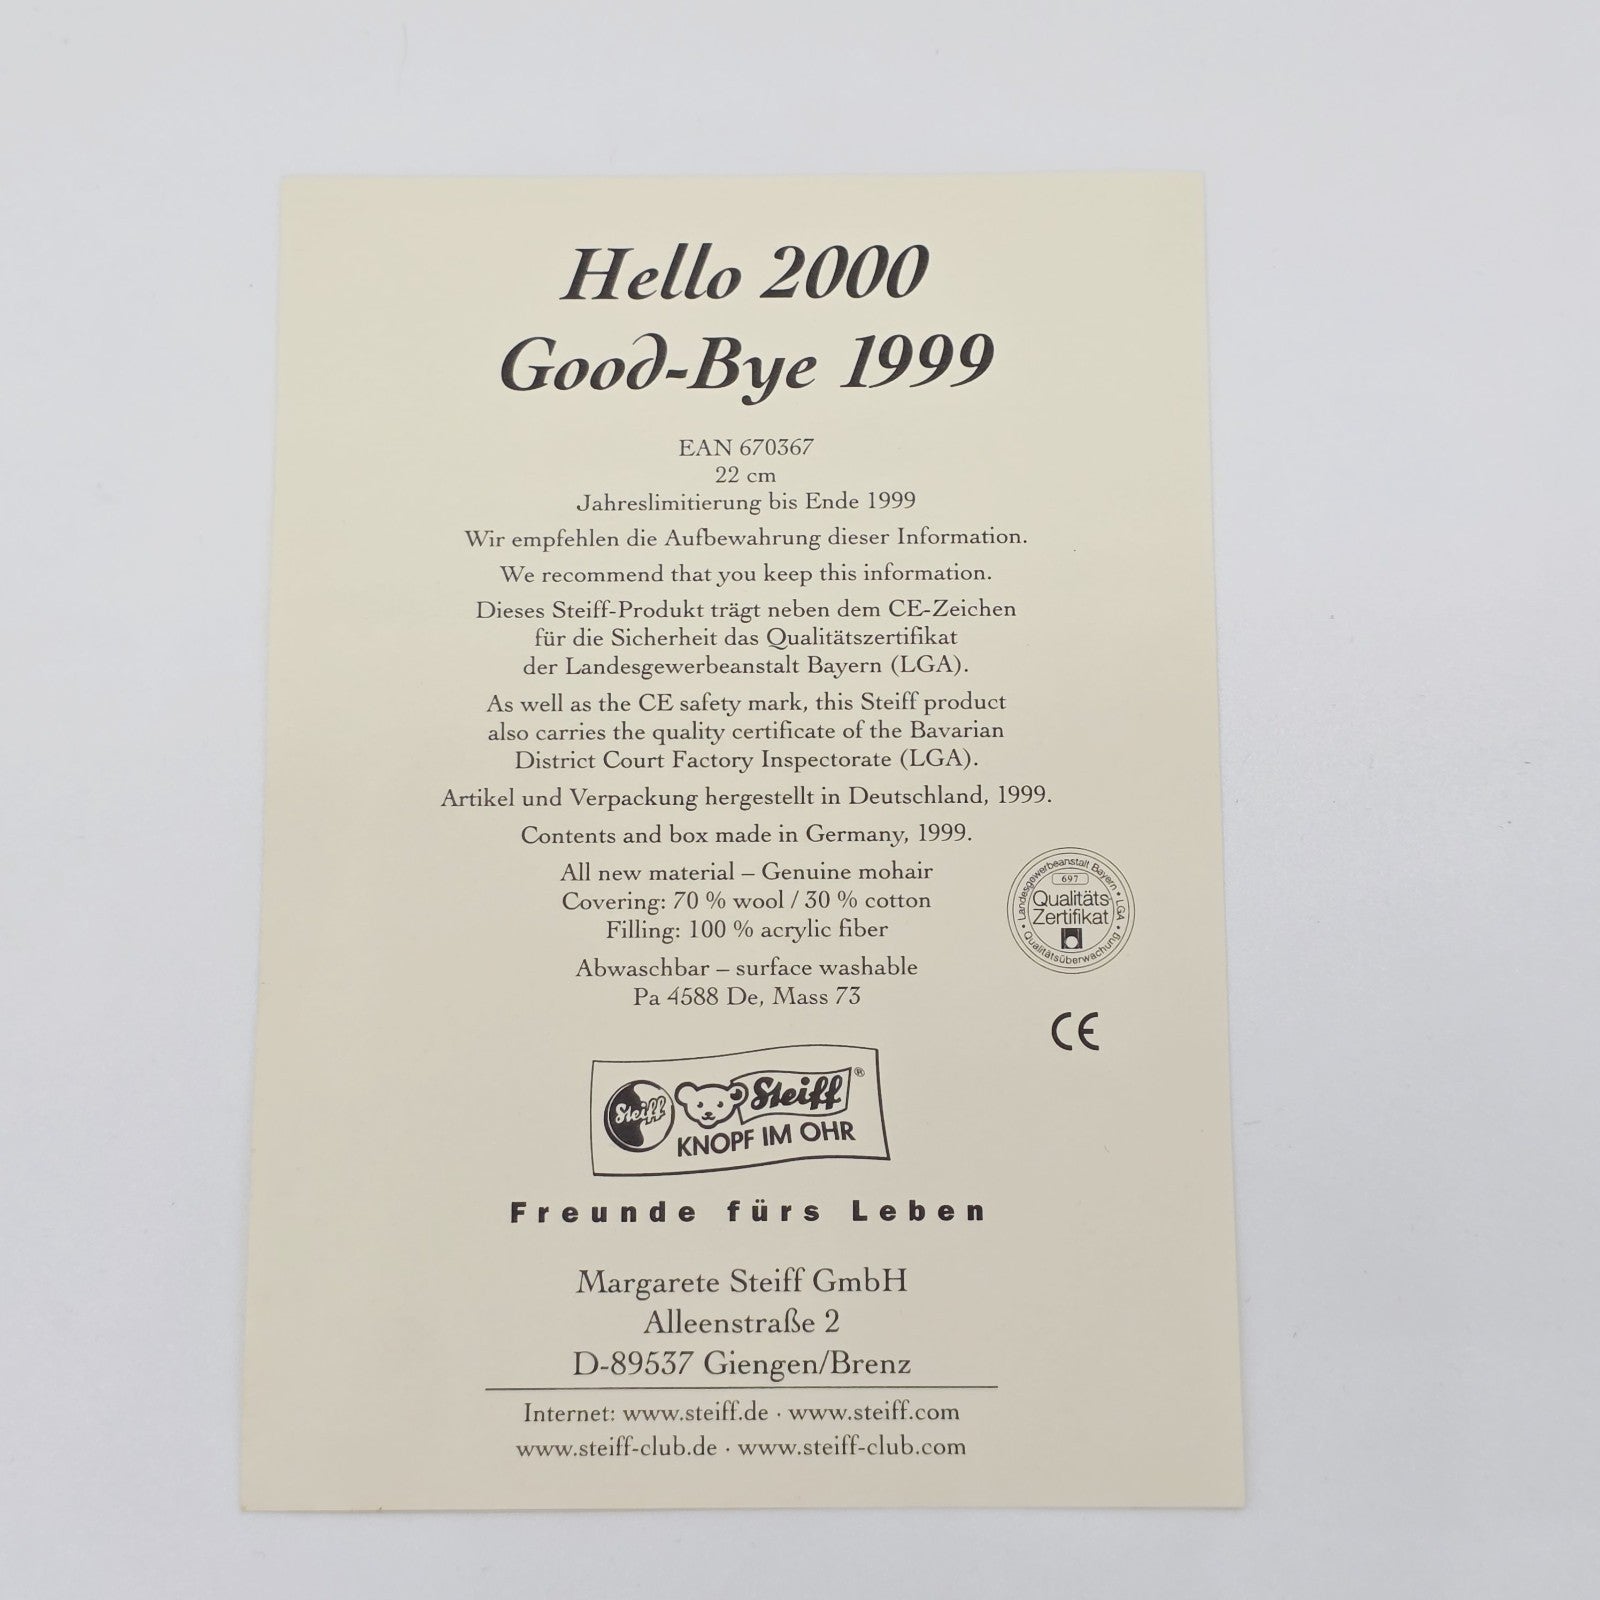 Hello 2000
Good-Bye 1999
EAN 670367
22 cm
Jahreslimitierung bis Ende 1999
Wir empfehlen die Aufbewahrung dieser Information.
We recommend that you keep this information.
Dieses Steiff-Produkt trägt neben dem CE-Zeichen
für die Sicherheit das Qualitätszertifikat
der Landesgewerbeanstalt Bayern (LGA).
As well as the CE safety mark, this Steiff product
also carries the quality certificate of the Bavarian
District Court Factory Inspectorate (LGA).
Artikel und Verpackung hergestellt in Deutschland, 1999.
Contents and box made in Germany, 1999.
All new material – Genuine mohair
Covering: 70 % wool / 30 % cotton
Filling: 100 % acrylic fiber
Abwaschbar – surface washable
Pa 4588 De, Mass 73
Landesgewerbeanstalt Bayern • LGA •
697
Qualitäts
Zertifikat
Qualitätsüberwachung •
CE
Steiff
Steiff®
KNOPF IM OHR
Freunde fürs Leben
Margarete Steiff GmbH
Alleenstraße 2
D-89537 Giengen/Brenz
Internet: www.steiff.de · www.steiff.com
www.steiff-club.de · www.steiff-club.com